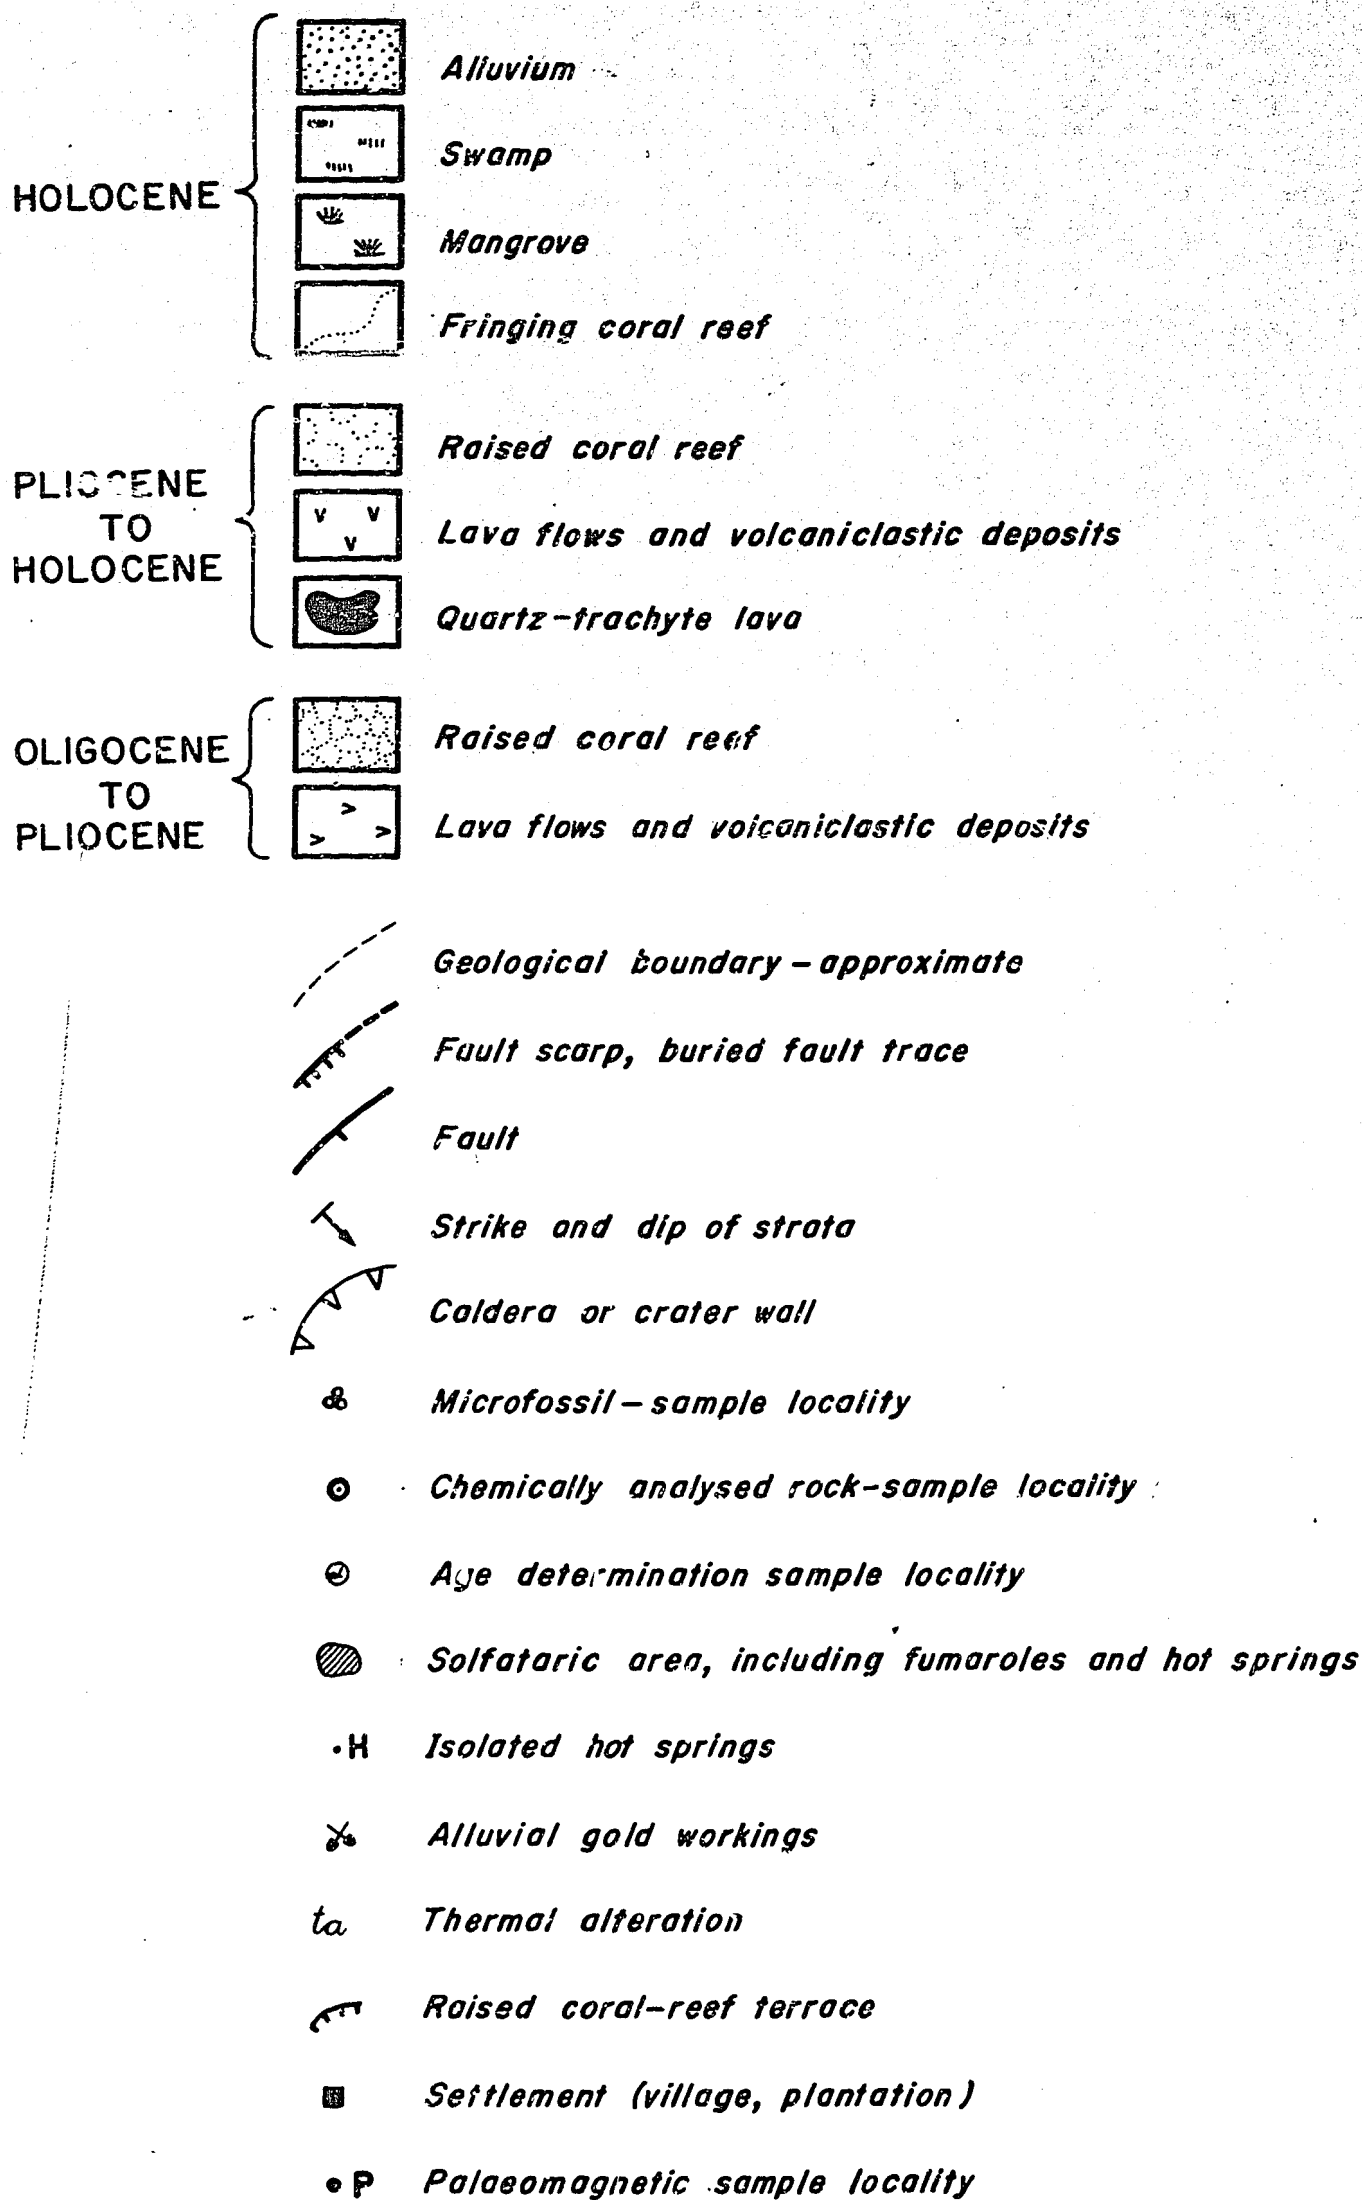 HOLOCENE
Alluvium
Swamp
Mangrove
Fringing coral reef
PLIOCENE
TO
HOLOCENE
Raised coral reef
Lava flows and volcaniclastic deposits
Quartz-trachyte lava
OLIGOCENE
TO
PLIOCENE
Raised coral reef
Lava flows and volcaniclastic deposits
Geological boundary – approximate
Fault scarp, buried fault trace
Fault
Strike and dip of strata
Caldera or crater wall
Microfossil – sample locality
Chemically analysed rock-sample locality
Age determination sample locality
Solfataric area, including fumaroles and hot springs
H Isolated hot springs
Alluvial gold workings
ta Thermal alteration
Raised coral-reef terrace
Settlement (village, plantation)
P Palaeomagnetic sample locality